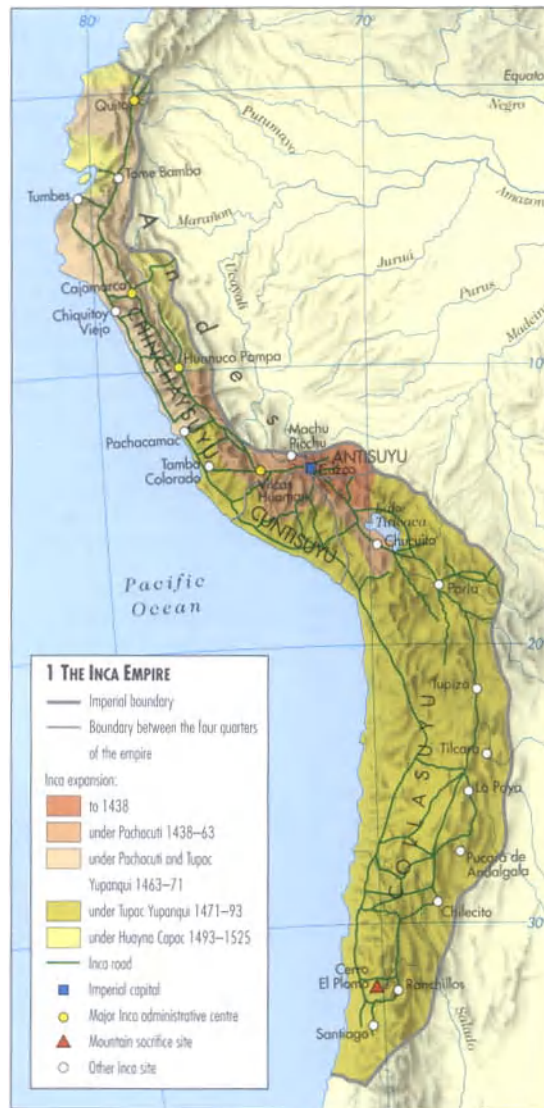 80°
70°
Equato
Quito
Negro
Putumayo
Tome Bamba
Amazon
Tumbes
Marañon
Andes
Juruá
Ucayali
Purus
Cajamarca
Madeira
Chiquitoy
Viejo
CHINCHAYSUYU
Huanuco Pampa
10°
Machu
Picchu
Pachacamac
ANTISUYU
Cuzco
Tambo
Colorado
Vilcas
Huaman
CUNTISUYU
Lake
Titicaca
Chucuito
Pacific
Ocean
Paria
20°
1 THE INCA EMPIRE
Imperial boundary
Boundary between the four quarters
of the empire
Inca expansion:
to 1438
under Pachacuti 1438–63
under Pachacuti and Tupac
Yupanqui 1463–71
under Tupac Yupanqui 1471–93
under Huayna Capac 1493–1525
Inca road
Imperial capital
Major Inca administrative centre
Mountain sacrifice site
Other Inca site
Tupiza
Tilcara
COLLASUYU
La Paya
Pucará de
Andalgala
Chilecito
30°
Cerro
El Plomo
Ranchillos
Santiago
Salado